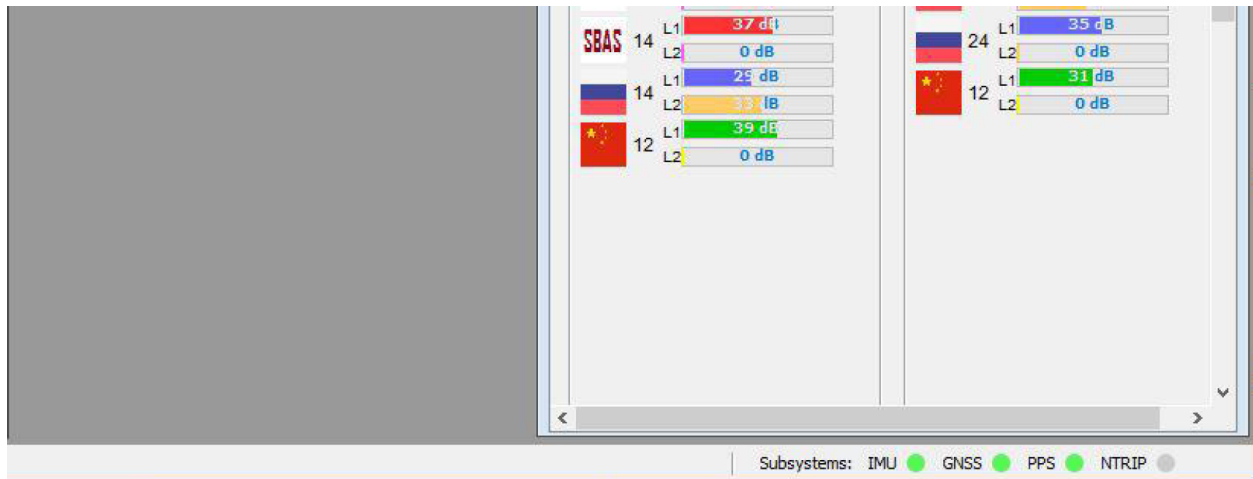 L1 37 dB L1 35 dB
SBAS 14 24
L2 0 dB L2 0 dB
L1 29 dB L1 31 dB
14 12
L2 33 dB L2 0 dB
L1 39 dB
12
L2 0 dB
Subsystems: IMU GNSS PPS NTRIP